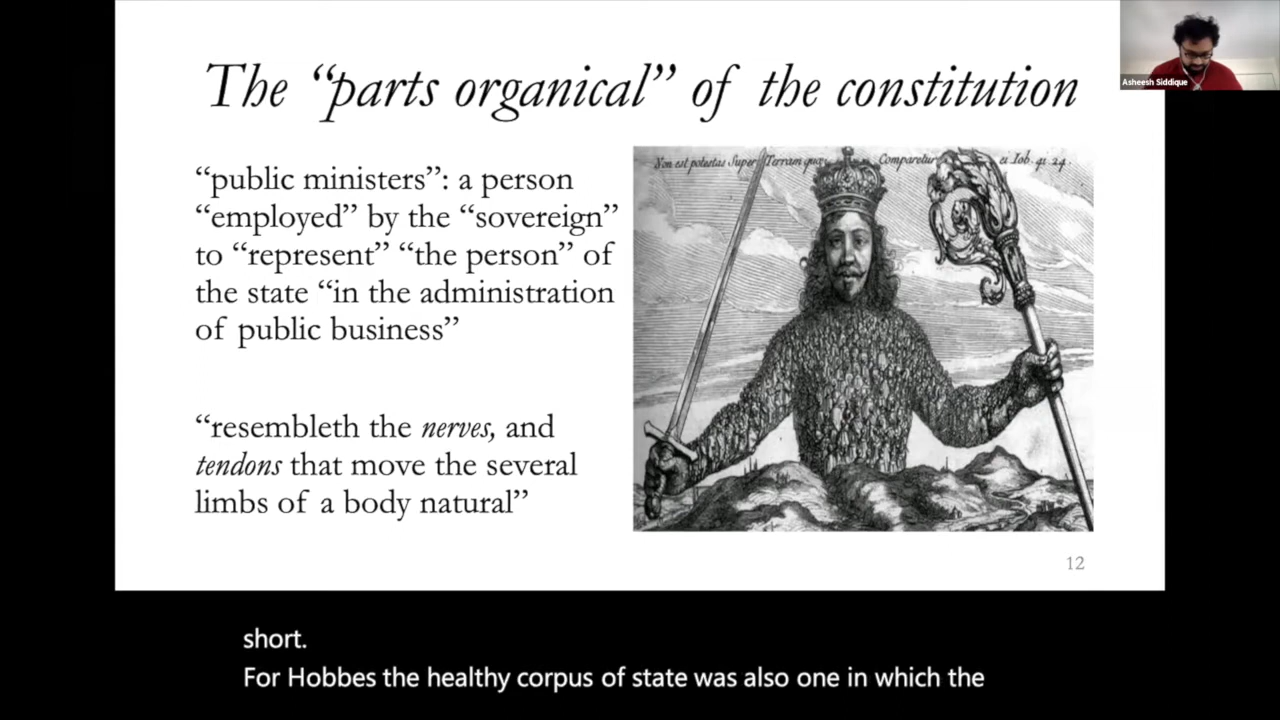 The “parts organical” of the constitution
Asheesh Siddique
“public ministers”: a person
“employed” by the “sovereign”
to “represent” “the person” of
the state “in the administration
of public business”
“resembleth the nerves, and
tendons that move the several
limbs of a body natural”
Non est potestas Super Terram quae Comparetur ei Iob. 41. 24.
12
short.
For Hobbes the healthy corpus of state was also one in which the